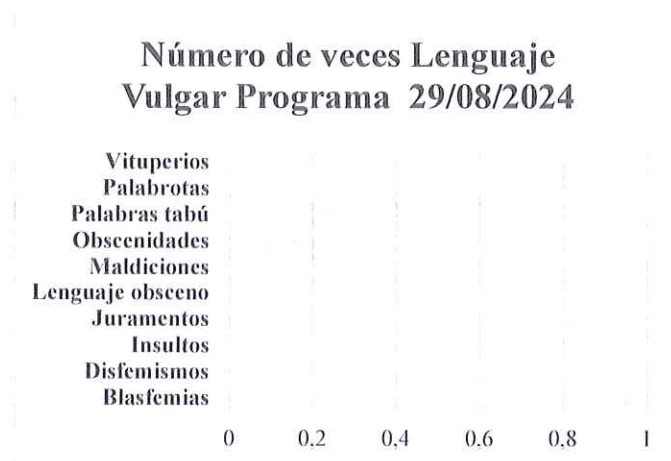 Número de veces Lenguaje
Vulgar Programa 29/08/2024
Vituperios
Palabrotas
Palabras tabú
Obscenidades
Maldiciones
Lenguaje obsceno
Juramentos
Insultos
Disfemismos
Blasfemias
0 0,2 0,4 0.6 0,8 1